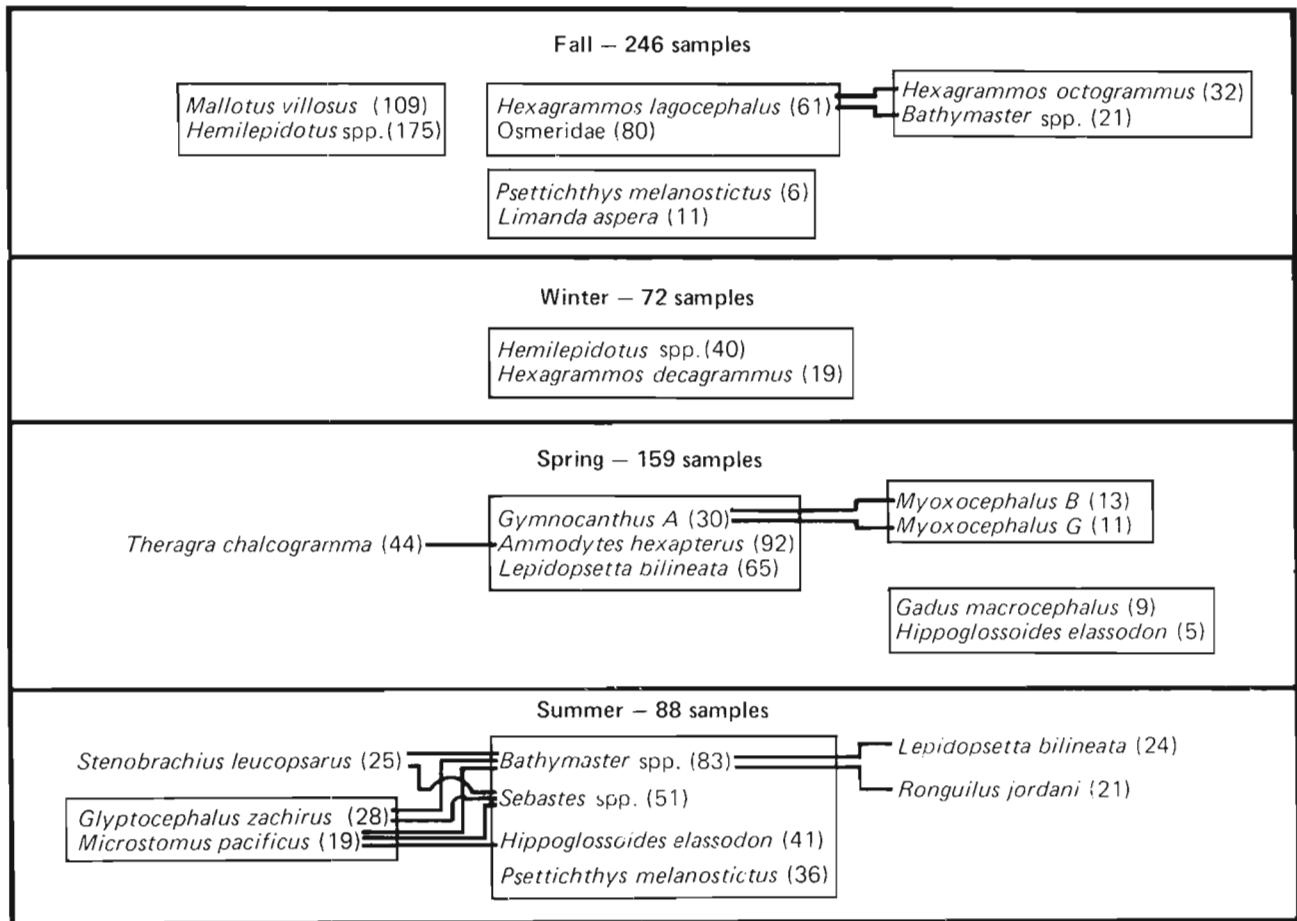 Fall – 246 samples
Mallotus villosus (109)
Hemilepidotus spp. (175)
Hexagrammos lagocephalus (61)
Osmeridae (80)
Hexagrammos octogrammus (32)
Bathymaster spp. (21)
Psettichthys melanostictus (6)
Limanda aspera (11)
Winter – 72 samples
Hemilepidotus spp. (40)
Hexagrammos decagrammus (19)
Spring – 159 samples
Theragra chalcogramma (44)
Gymnocanthus A (30)
Ammodytes hexapterus (92)
Lepidopsetta bilineata (65)
Myoxocephalus B (13)
Myoxocephalus G (11)
Gadus macrocephalus (9)
Hippoglossoides elassodon (5)
Summer – 88 samples
Stenobrachius leucopsarus (25)
Glyptocephalus zachirus (28)
Microstomus pacificus (19)
Bathymaster spp. (83)
Sebastes spp. (51)
Hippoglossoides elassodon (41)
Psettichthys melanostictus (36)
Lepidopsetta bilineata (24)
Ronguilus jordani (21)